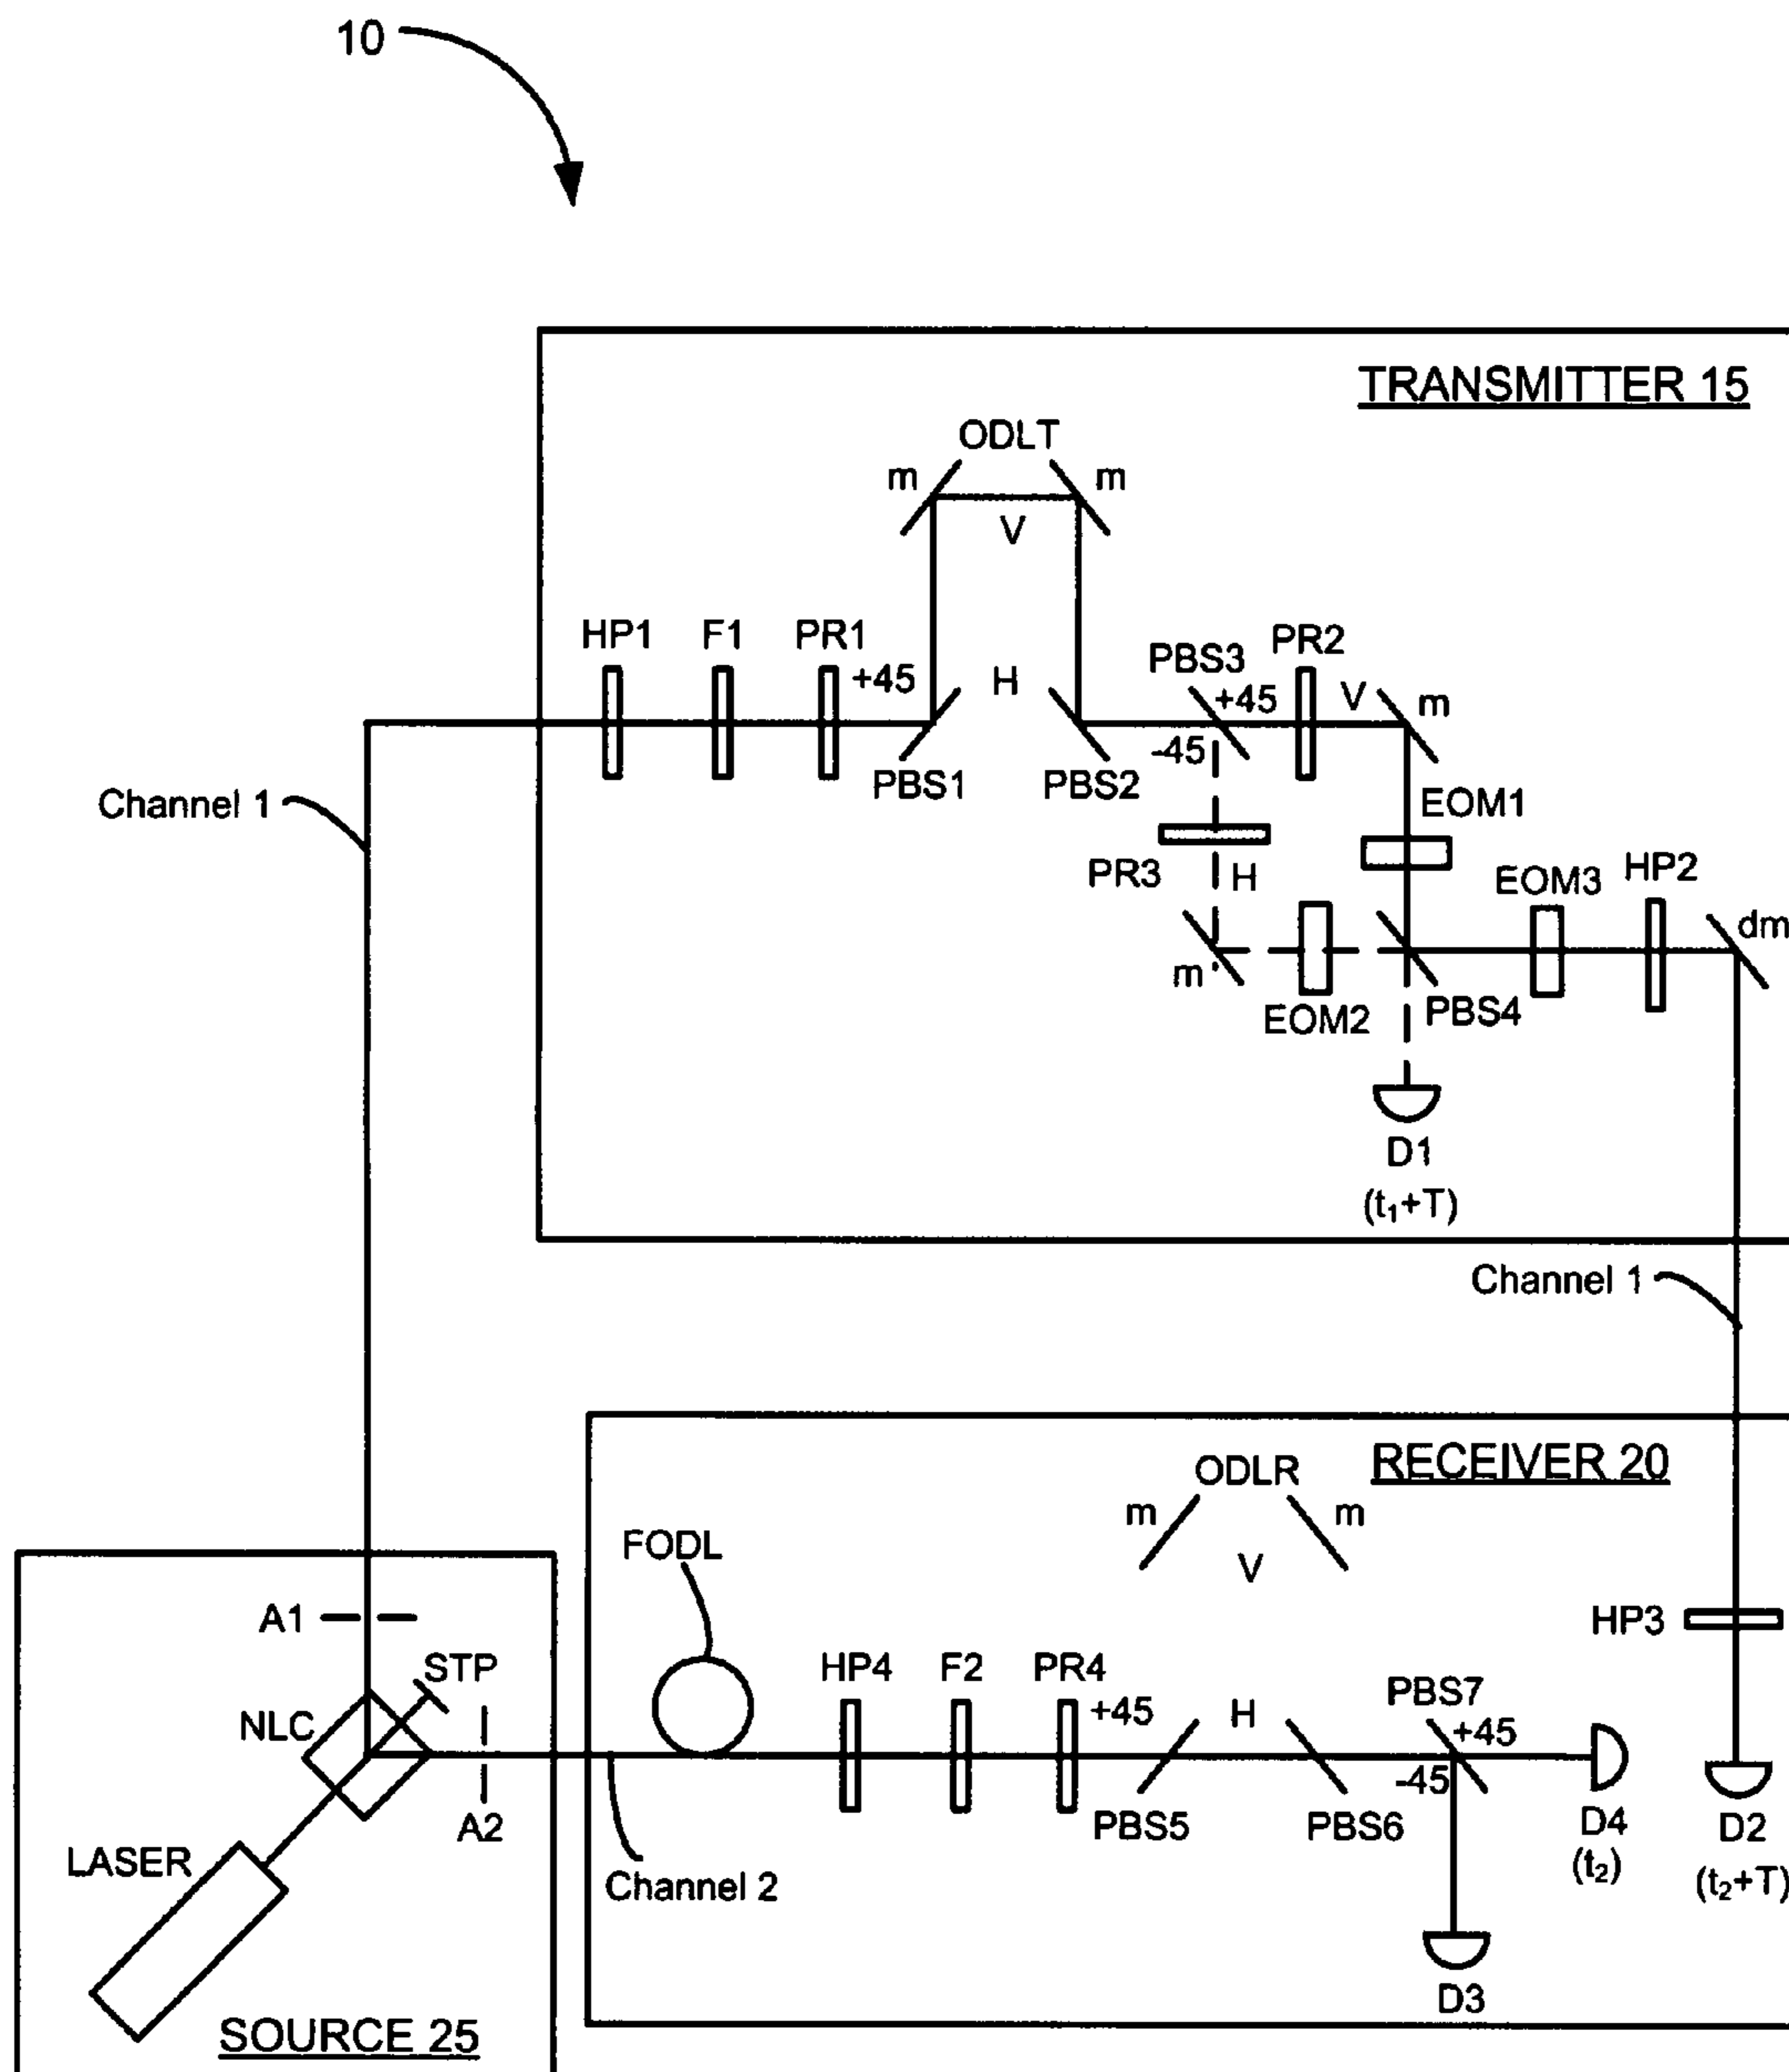 10
TRANSMITTER 15
ODLT
m
m
V
HP1
F1
PR1
+45
H
PBS3
+45
-45
PR2
V
m
PBS1
PBS2
Channel 1
EOM1
PR3
H
EOM3
HP2
dm
m
EOM2
PBS4
D1
(t₁+T)
Channel 1
RECEIVER 20
ODLR
m
m
V
FODL
A1
STP
HP3
HP4
F2
PR4
+45
H
PBS7
+45
-45
NLC
A2
PBS5
PBS6
D4
(t₂)
D2
(t₂+T)
LASER
Channel 2
D3
SOURCE 25